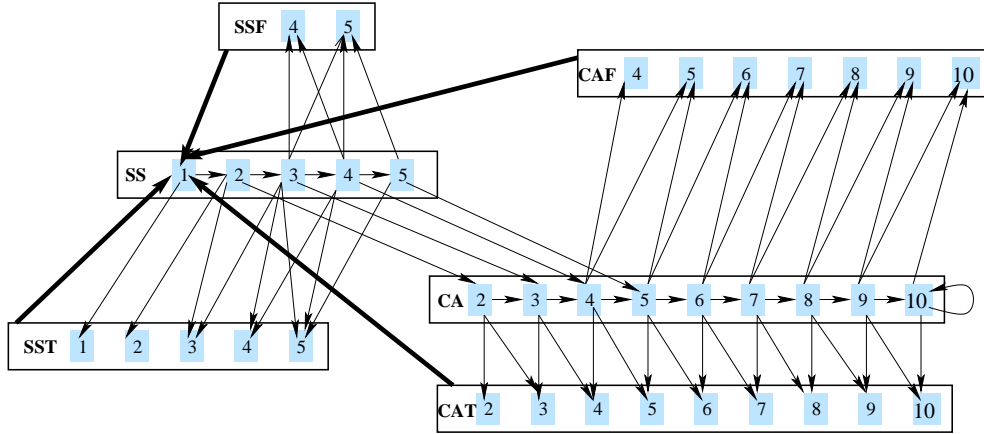 SSF 4 5
CAF 4 5 6 7 8 9 10
SS 1 2 3 4 5
CA 2 3 4 5 6 7 8 9 10
SST 1 2 3 4 5
CAT 2 3 4 5 6 7 8 9 10